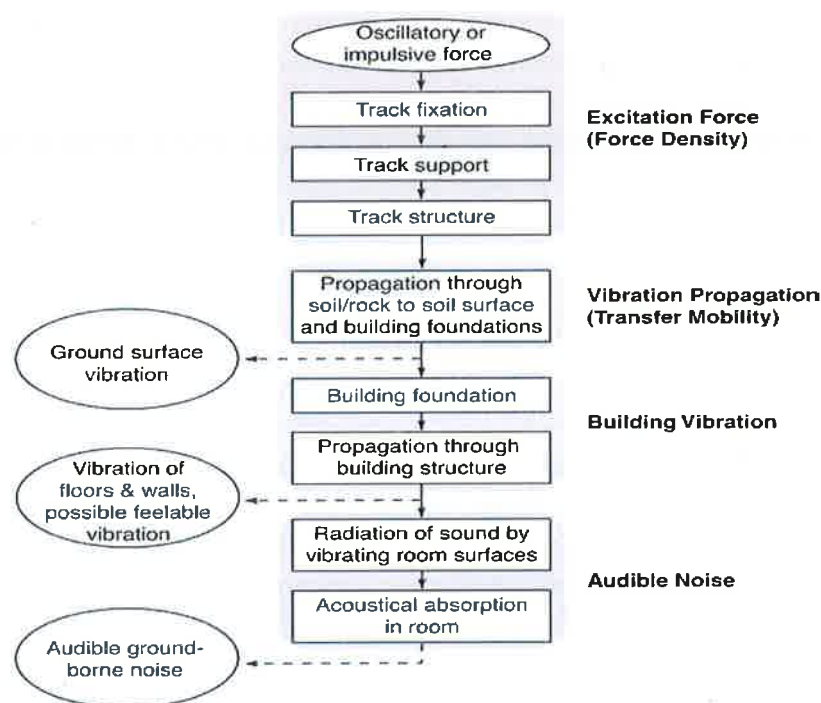 Oscillatory or
impulsive force
Track fixation
Excitation Force
(Force Density)
Track support
Track structure
Propagation through
soil/rock to soil surface
and building foundations
Vibration Propagation
(Transfer Mobility)
Ground surface
vibration
Building foundation
Building Vibration
Propagation through
building structure
Vibration of
floors & walls,
possible feelable
vibration
Radiation of sound by
vibrating room surfaces
Audible Noise
Acoustical absorption
in room
Audible ground-
borne noise